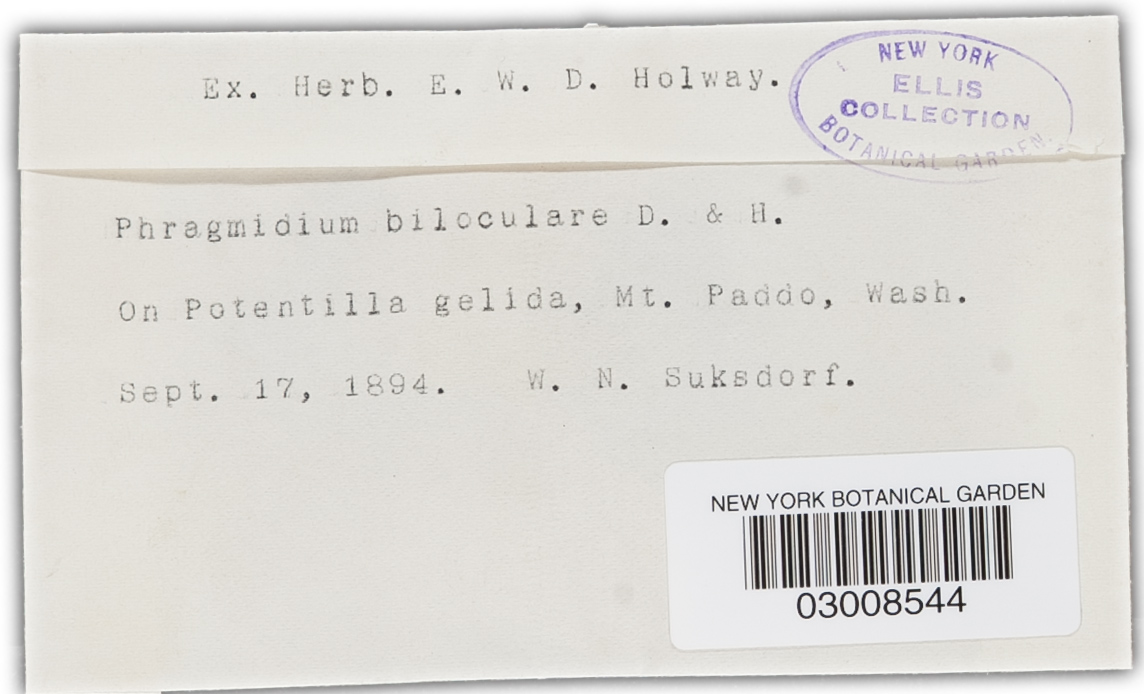 Ex. Herb. E. W. D. Holway.
NEW YORK
ELLIS
COLLECTION
BOTANICAL GARDEN.
Phragmidium biloculare D. & H.
On Potentilla gelida, Mt. Paddo, Wash.
Sept. 17, 1894. W. N. Suksdorf.
NEW YORK BOTANICAL GARDEN
03008544